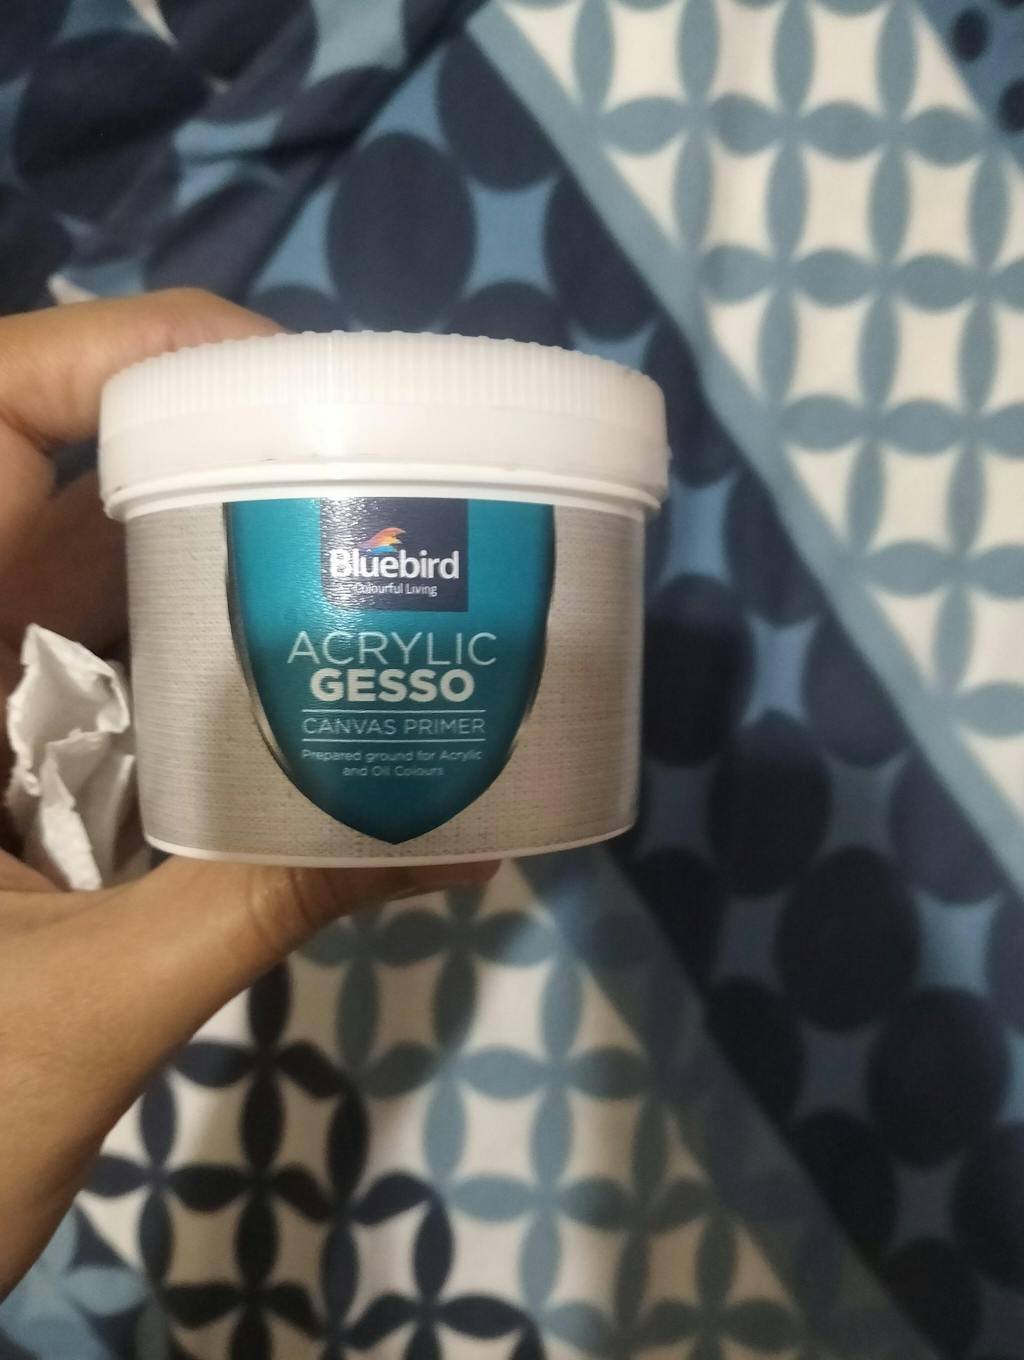 Bluebird
Colourful Living
ACRYLIC
GESSO
CANVAS PRIMER
Prepared ground for Acrylic
and Oil Colours